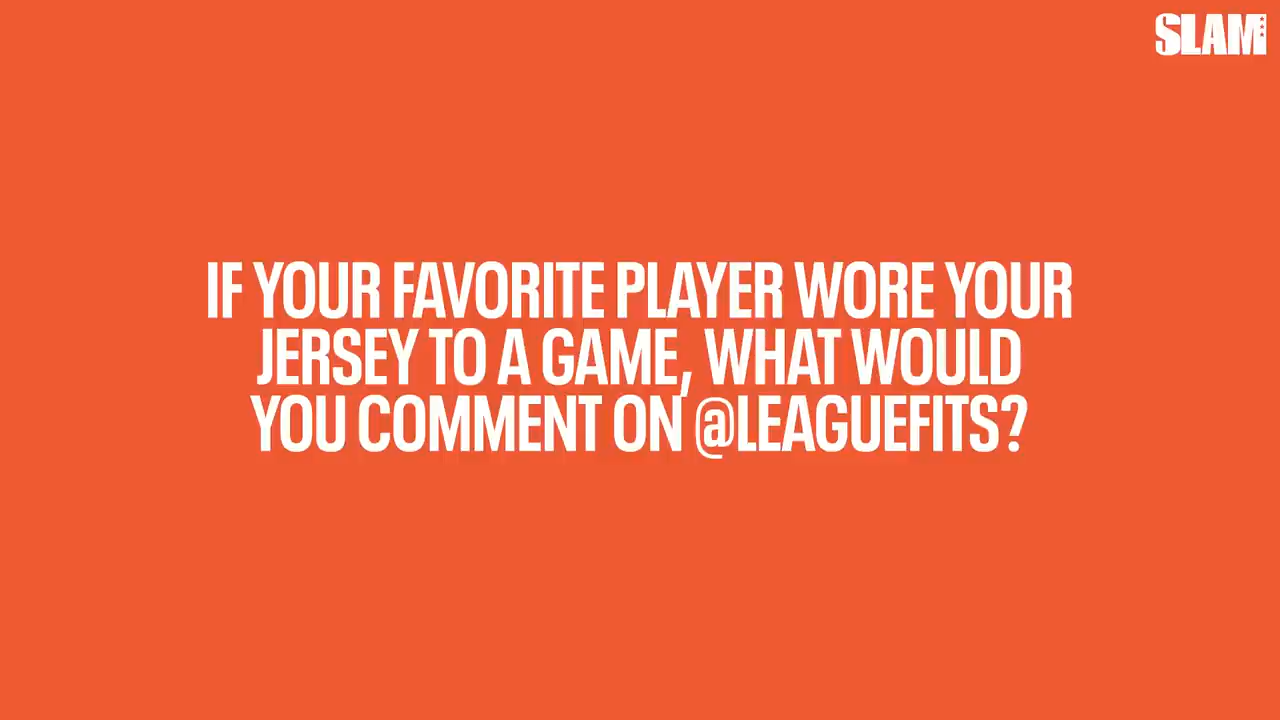 SLAM
IF YOUR FAVORITE PLAYER WORE YOUR
JERSEY TO A GAME, WHAT WOULD
YOU COMMENT ON @LEAGUEFITS?